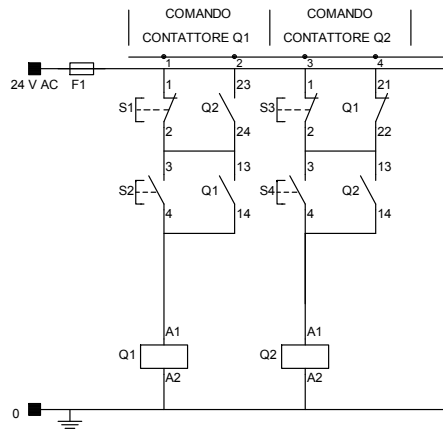 COMANDO COMANDO
CONTATTORE Q1 CONTATTORE Q2
1 2 3 4
24 V AC F1
1 23 1 21
S1 Q2 S3 Q1
2 24 2 22
3 13 3 13
S2 Q1 S4 Q2
4 14 4 14
A1 A1
Q1 Q2
A2 A2
0